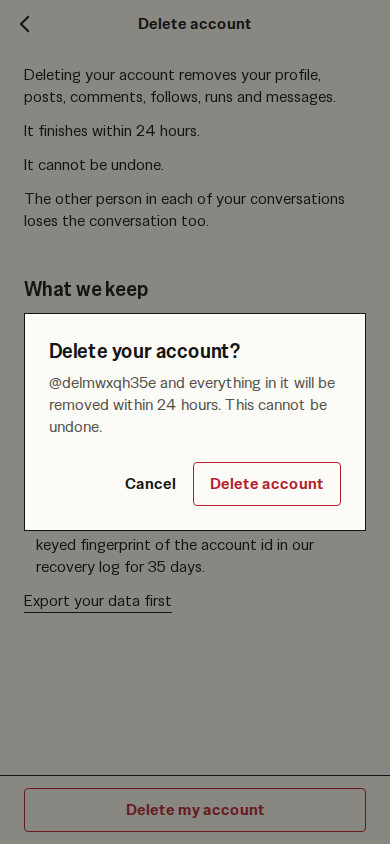 Delete account
Deleting your account removes your profile,
posts, comments, follows, runs and messages.
It finishes within 24 hours.
It cannot be undone.
The other person in each of your conversations
loses the conversation too.
What we keep
Delete your account?
@delmwxqh35e and everything in it will be
removed within 24 hours. This cannot be
undone.
Cancel
Delete account
keyed fingerprint of the account id in our
recovery log for 35 days.
Export your data first
Delete my account